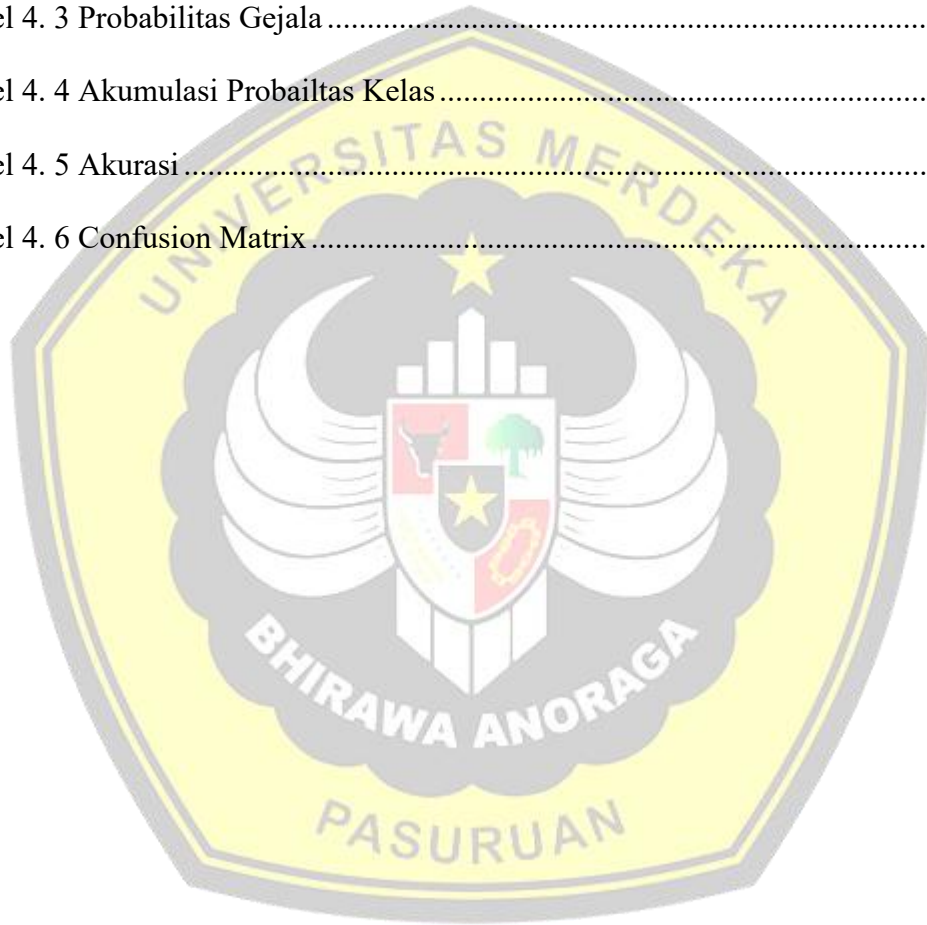 el 4. 3 Probabilitas Gejala ........................................................................................
el 4. 4 Akumulasi Probailtas Kelas ........................................................................
el 4. 5 Akurasi ...........................................................................................................
el 4. 6 Confusion Matrix ..........................................................................................
UNIVERSITAS MERDEKA
BHIRAWA ANORAGA
PASURUAN